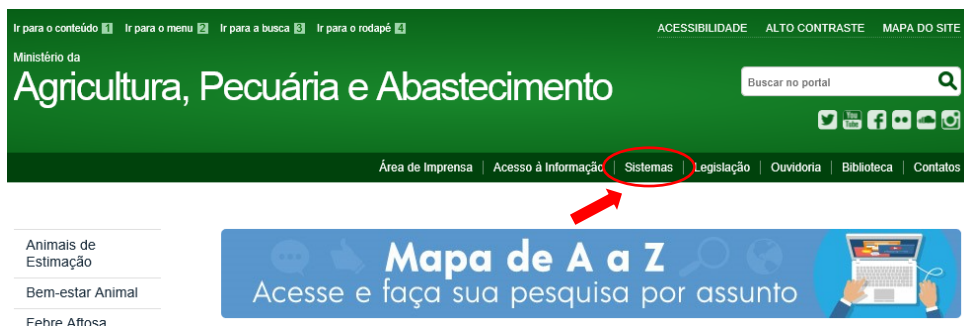 Ir para o conteúdo 1 Ir para o menu 2 Ir para a busca 3 Ir para o rodapé 4 ACESSIBILIDADE ALTO CONTRASTE MAPA DO SITE
Ministério da
Agricultura, Pecuária e Abastecimento
Buscar no portal
You Tube
Área de Imprensa | Acesso à Informação | Sistemas | Legislação | Ouvidoria | Biblioteca | Contatos
Animais de
Estimação
Bem-estar Animal
Febre Aftosa
Mapa de A a Z
Acesse e faça sua pesquisa por assunto